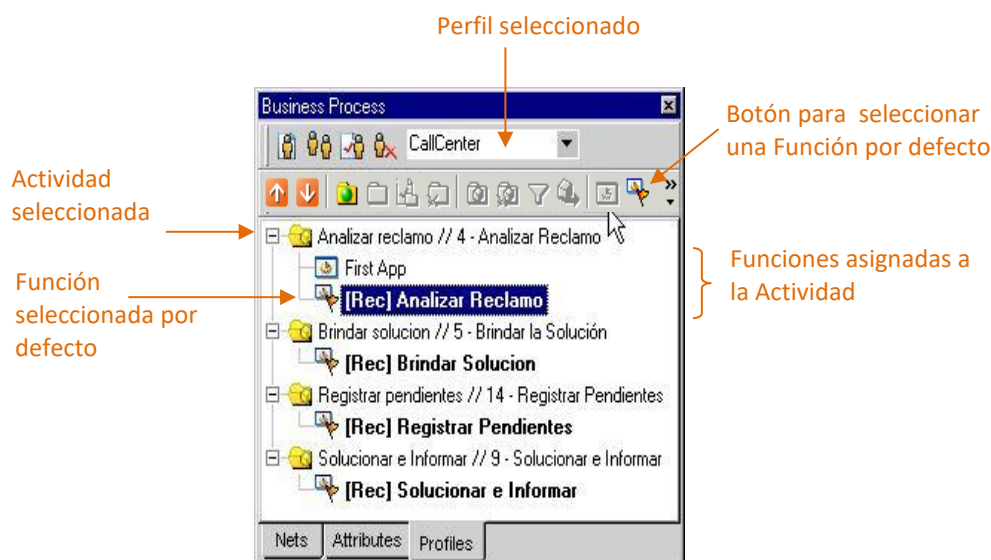 Perfil seleccionado
Business Process
CallCenter
Botón para seleccionar
una Función por defecto
Actividad
seleccionada
Analizar reclamo // 4 - Analizar Reclamo
First App
[Rec] Analizar Reclamo
Funciones asignadas a
la Actividad
Función
seleccionada por
defecto
Brindar solucion // 5 - Brindar la Solución
[Rec] Brindar Solucion
Registrar pendientes // 14 - Registrar Pendientes
[Rec] Registrar Pendientes
Solucionar e Informar // 9 - Solucionar e Informar
[Rec] Solucionar e Informar
Nets Attributes Profiles